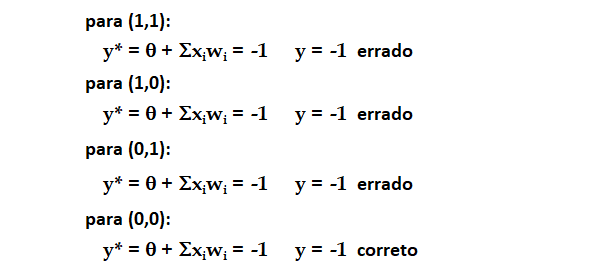 para (1,1):
y* = θ + Σxᵢwᵢ = -1 y = -1 errado
para (1,0):
y* = θ + Σxᵢwᵢ = -1 y = -1 errado
para (0,1):
y* = θ + Σxᵢwᵢ = -1 y = -1 errado
para (0,0):
y* = θ + Σxᵢwᵢ = -1 y = -1 correto